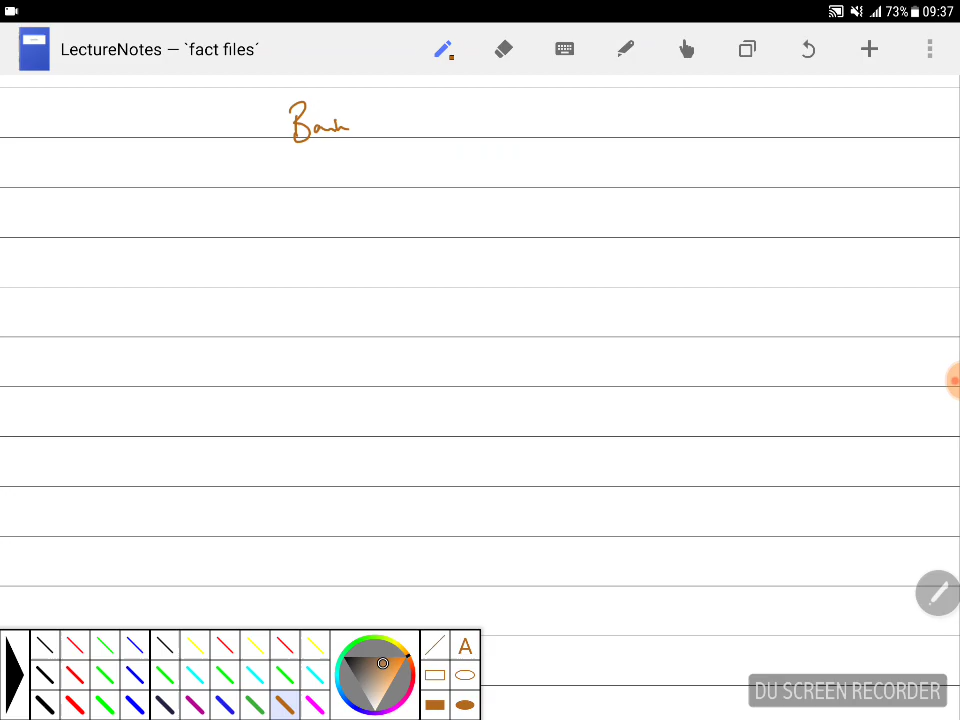 73% 09:37
LectureNotes — `fact files´
A
DU SCREEN RECORDER